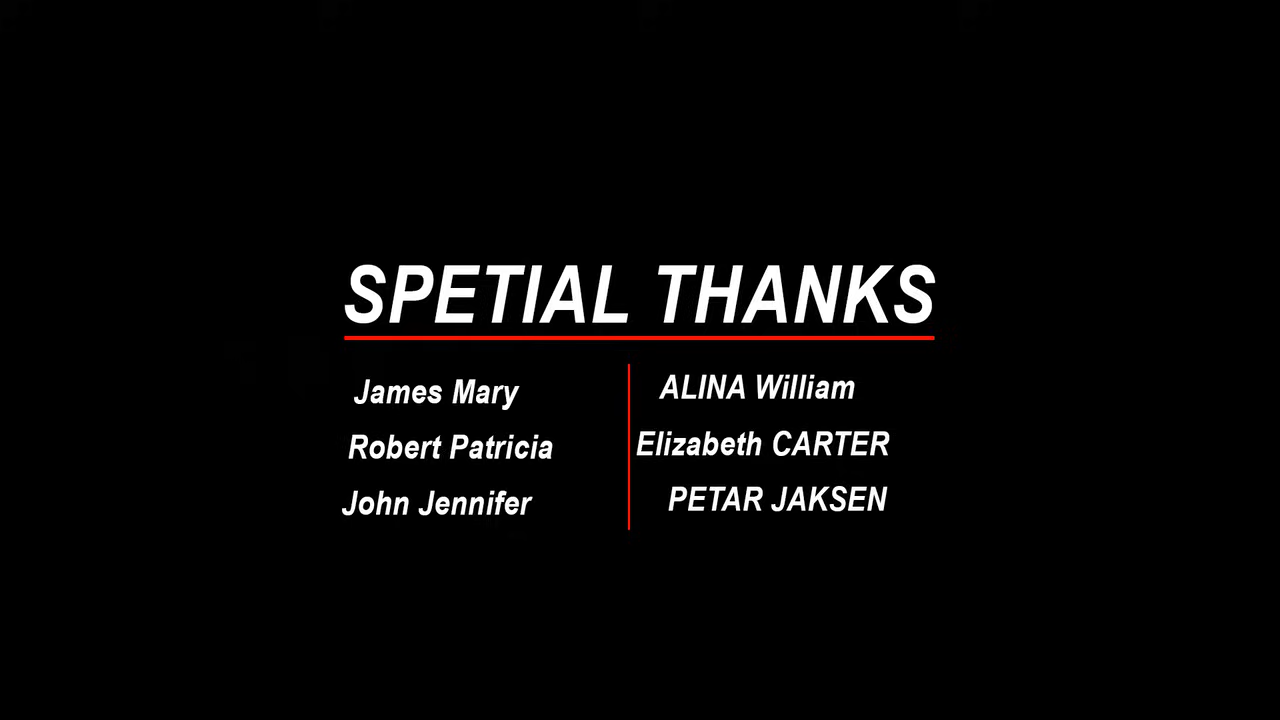 SPETIAL THANKS
James Mary
Robert Patricia
John Jennifer
ALINA William
Elizabeth CARTER
PETAR JAKSEN